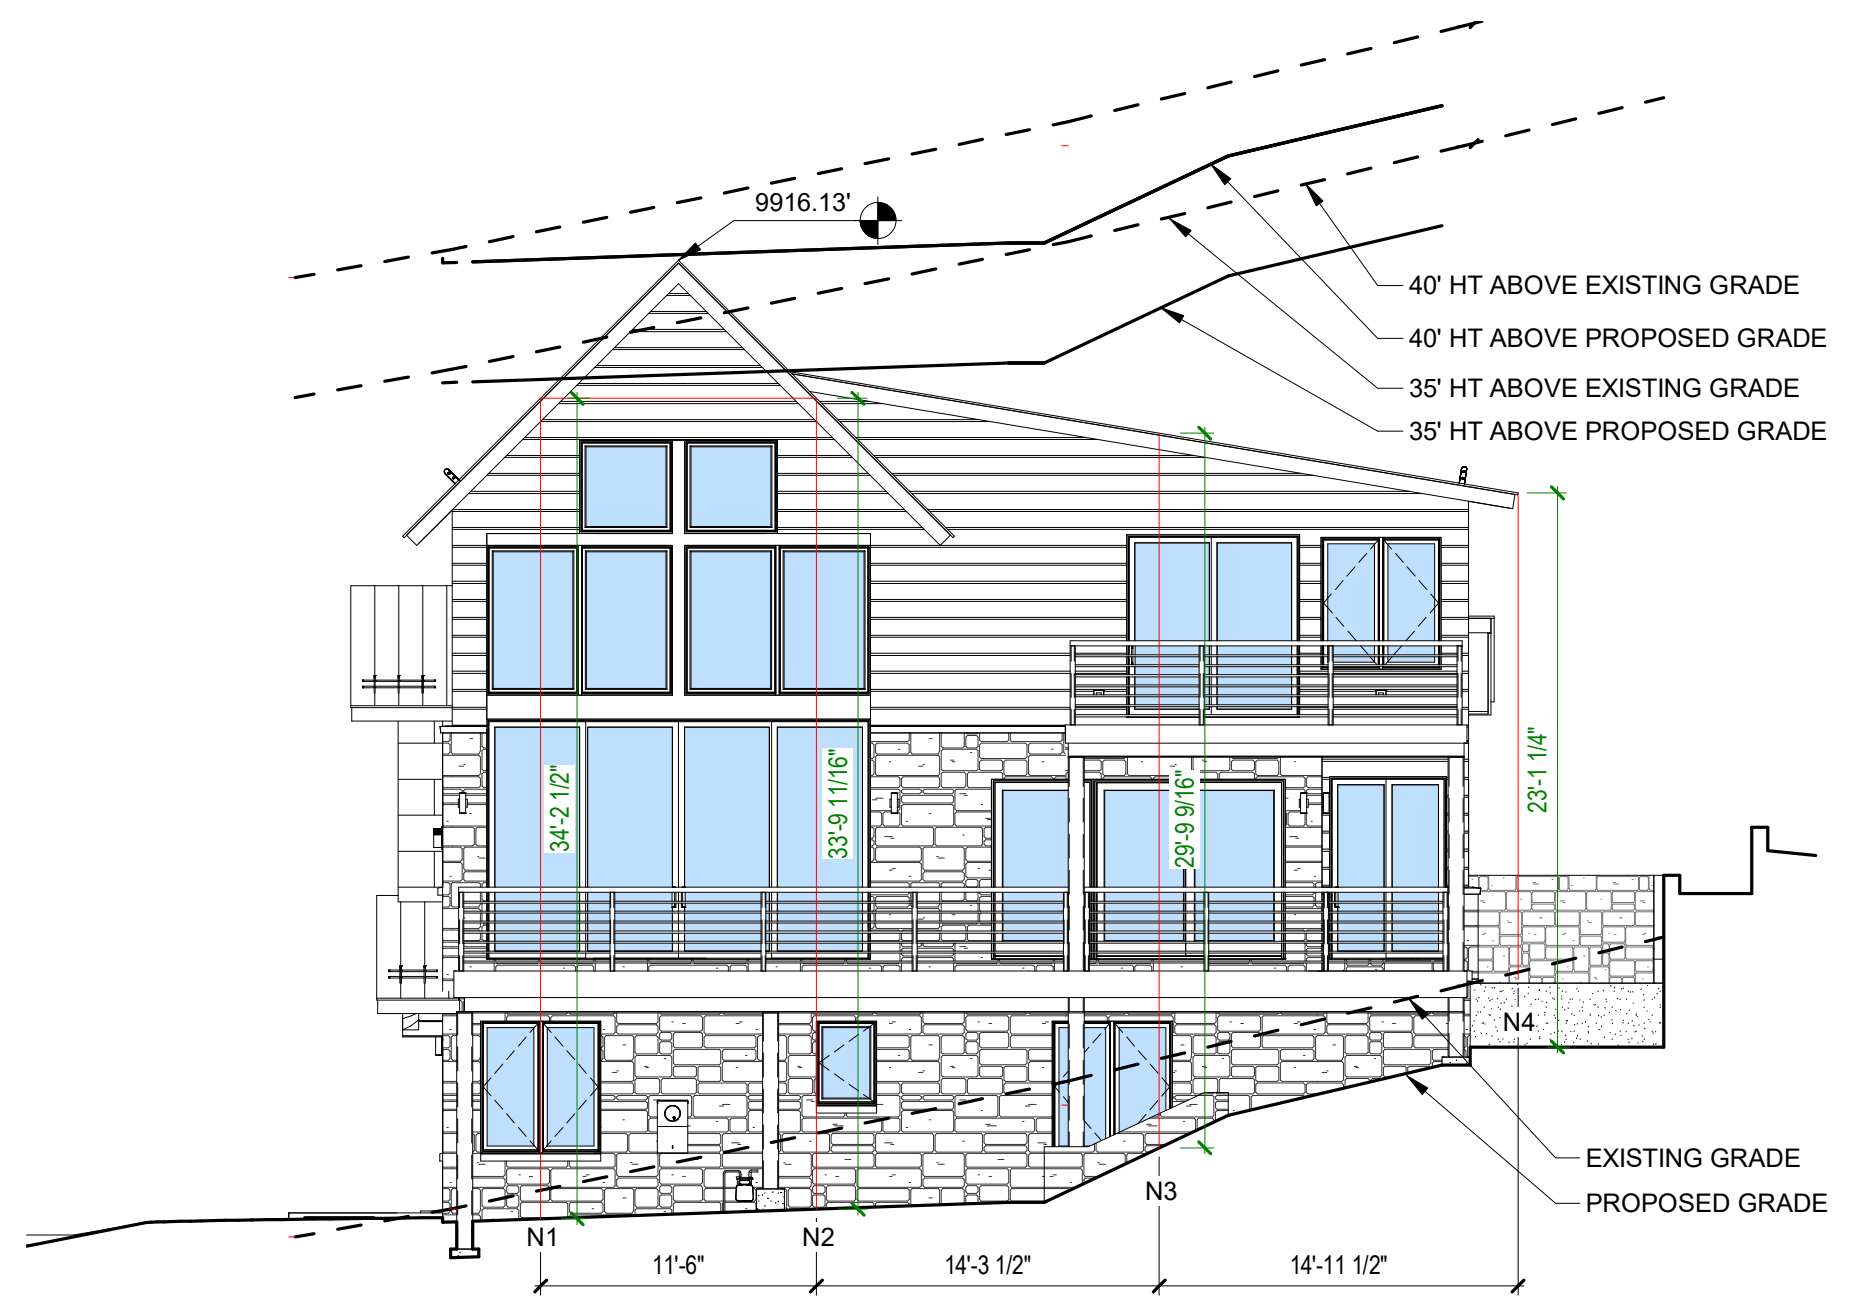 9916.13'
40' HT ABOVE EXISTING GRADE
40' HT ABOVE PROPOSED GRADE
35' HT ABOVE EXISTING GRADE
35' HT ABOVE PROPOSED GRADE
34'-2 1/2"
33'-9 11/16"
29'-9 9/16"
23'-1 1/4"
N4
EXISTING GRADE
N3
PROPOSED GRADE
N1
N2
11'-6"
14'-3 1/2"
14'-11 1/2"